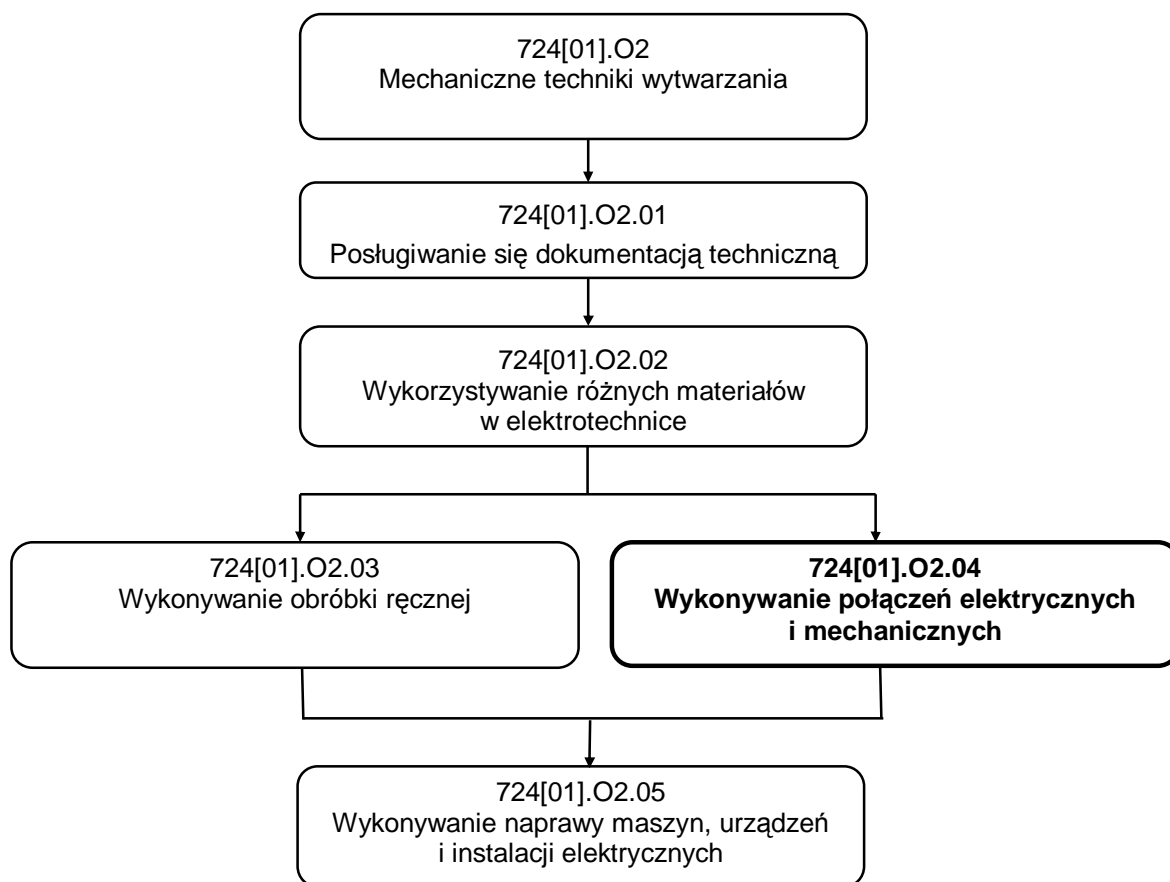 724[01].O2
Mechaniczne techniki wytwarzania
724[01].O2.01
Posługiwanie się dokumentacją techniczną
724[01].O2.02
Wykorzystywanie różnych materiałów
w elektrotechnice
724[01].O2.03
Wykonywanie obróbki ręcznej
724[01].O2.04
Wykonywanie połączeń elektrycznych
i mechanicznych
724[01].O2.05
Wykonywanie naprawy maszyn, urządzeń
i instalacji elektrycznych